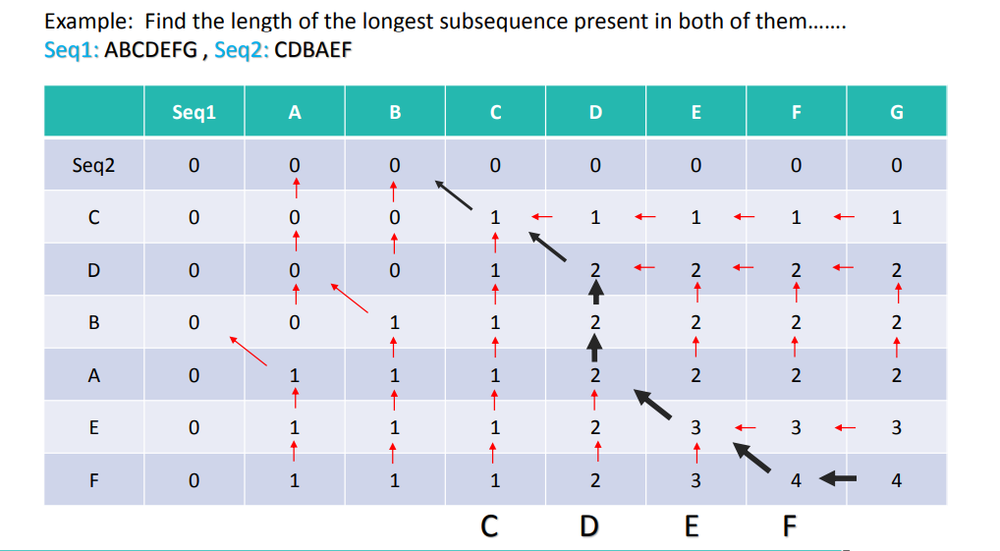 Example: Find the length of the longest subsequence present in both of them.......
Seq1: ABCDEFG , Seq2: CDBAEF
Seq1 A B C D E F G
Seq2 0 0 0 0 0 0 0 0
C 0 0 0 1 1 1 1 1
D 0 0 0 1 2 2 2 2
B 0 0 1 1 2 2 2 2
A 0 1 1 1 2 2 2 2
E 0 1 1 1 2 3 3 3
F 0 1 1 1 2 3 4 4
C D E F